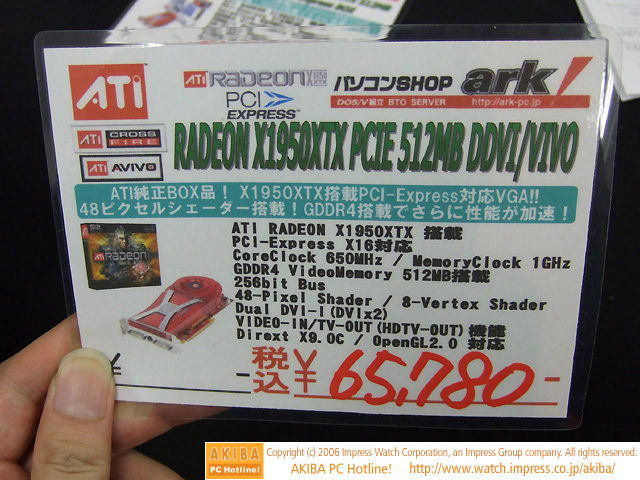 ATI
ATI RADEON X1950
PCI
EXPRESS™
パソコンSHOP ark!
DOS/V組立 BTO SERVER http://ark-pc.jp
ATI CROSS FIRE
ATI AVIVO
RADEON X1950XTX PCIE 512MB DDVI/VIVO
ATI純正BOX品! X1950XTX搭載PCI-Express対応VGA!!
48ピクセルシェーダー搭載!GDDR4搭載でさらに性能が加速!
ATI RADEON
ATI RADEON X1950XTX 搭載
PCI-Express X16対応
CoreClock 650MHz / MemoryClock 1GHz
GDDR4 VideoMemory 512MB搭載
256bit Bus
48-Pixel Shader / 8-Vertex Shader
Dual DVI-I(DVIx2)
VIDEO-IN/TV-OUT(HDTV-OUT)機能
Dirext X9.0C / OpenGL2.0 対応
¥ -
税込 ¥ 65,780 -
AKIBA PC Hotline!
Copyright (c) 2006 Impress Watch Corporation, an Impress Group company. All rights reserved.
AKIBA PC Hotline! http://www.watch.impress.co.jp/akiba/